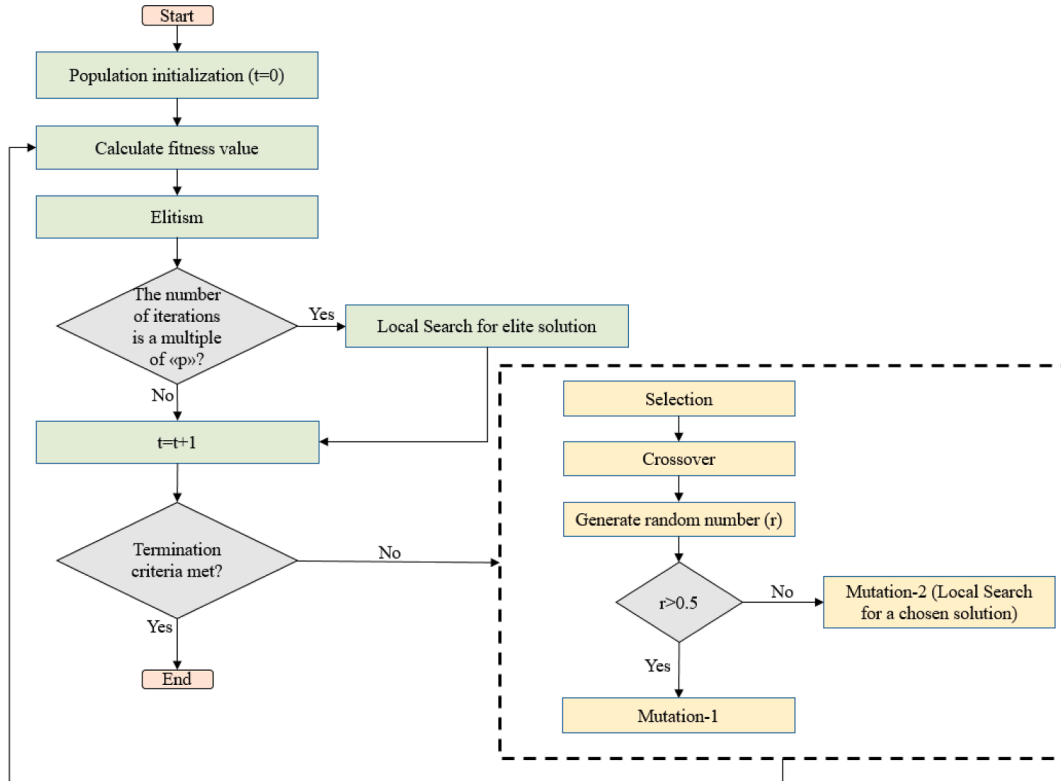 Start
Population initialization (t=0)
Calculate fitness value
Elitism
The number
of iterations
is a multiple
of «p»?
Yes
Local Search for elite solution
No
t=t+1
Termination
criteria met?
No
Yes
End
Selection
Crossover
Generate random number (r)
r>0.5
No
Mutation-2 (Local Search
for a chosen solution)
Yes
Mutation-1